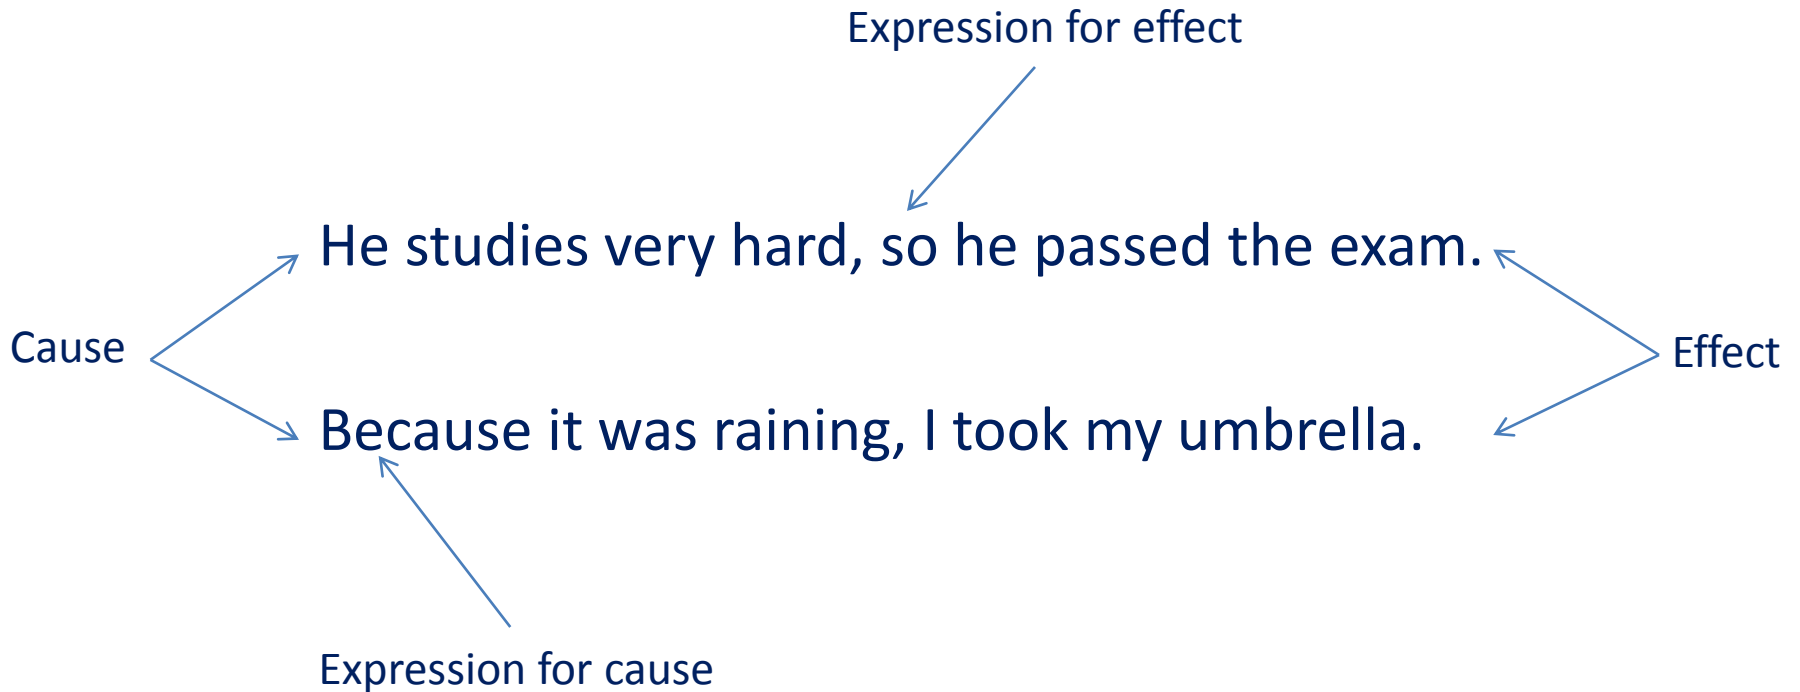 Expression for effect
He studies very hard, so he passed the exam.
Cause
Effect
Because it was raining, I took my umbrella.
Expression for cause